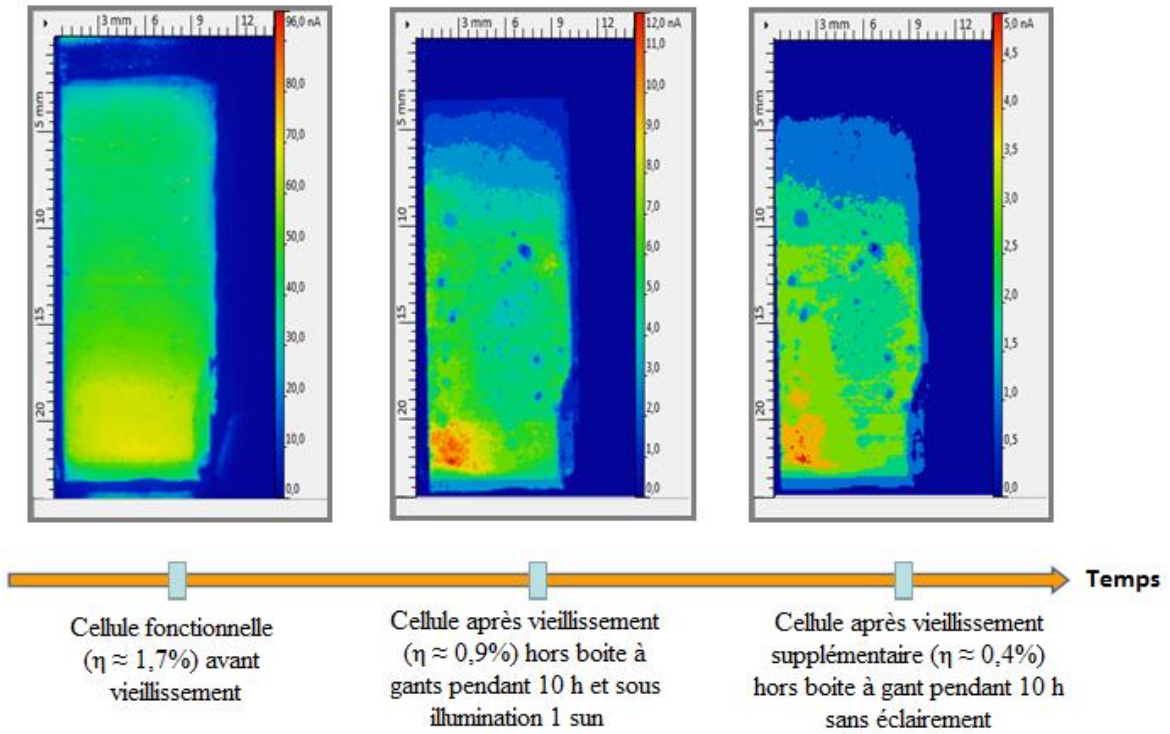 3 mm 6 9 12 96,0 nA
80,0
70,0
60,0
50,0
40,0
30,0
20,0
10,0
0,0
5 mm
10
15
20
3 mm 6 9 12 12,0 nA
11,0
10,0
9,0
8,0
7,0
6,0
5,0
4,0
3,0
2,0
1,0
0,0
5 mm
10
15
20
3 mm 6 9 12 5,0 nA
4,5
4,0
3,5
3,0
2,5
2,0
1,5
1,0
0,5
0,0
5 mm
10
15
20
Temps
Cellule fonctionnelle
(η ≈ 1,7%) avant
vieillissement
Cellule après vieillissement
(η ≈ 0,9%) hors boite à
gants pendant 10 h et sous
illumination 1 sun
Cellule après vieillissement
supplémentaire (η ≈ 0,4%)
hors boite à gant pendant 10 h
sans éclairement